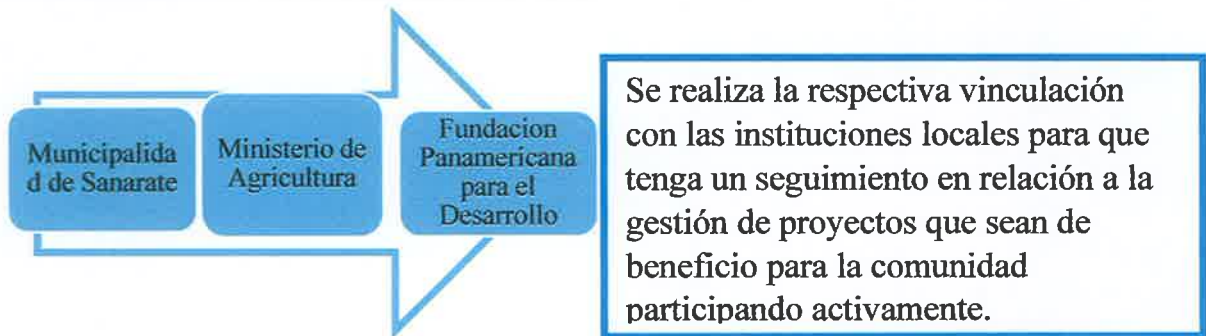 Municipalida
d de Sanarate
Ministerio de
Agricultura
Fundacion
Panamericana
para el
Desarrollo
Se realiza la respectiva vinculación
con las instituciones locales para que
tenga un seguimiento en relación a la
gestión de proyectos que sean de
beneficio para la comunidad
participando activamente.